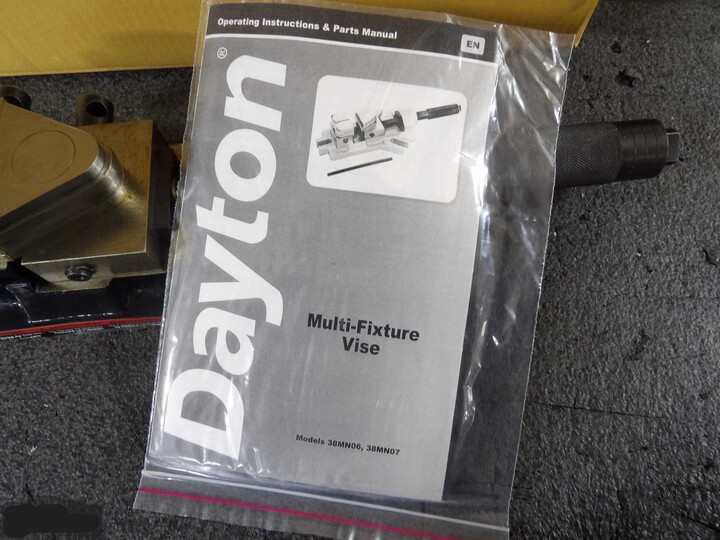 Operating Instructions & Parts Manual
EN
Dayton®
Multi-Fixture
Vise
Models 38MN06, 38MN07